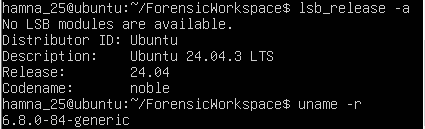 hamna_25@ubuntu:~/ForensicWorkspace$ lsb_release -a
No LSB modules are available.
Distributor ID: Ubuntu
Description:    Ubuntu 24.04.3 LTS
Release:        24.04
Codename:       noble
hamna_25@ubuntu:~/ForensicWorkspace$ uname -r
6.8.0-84-generic